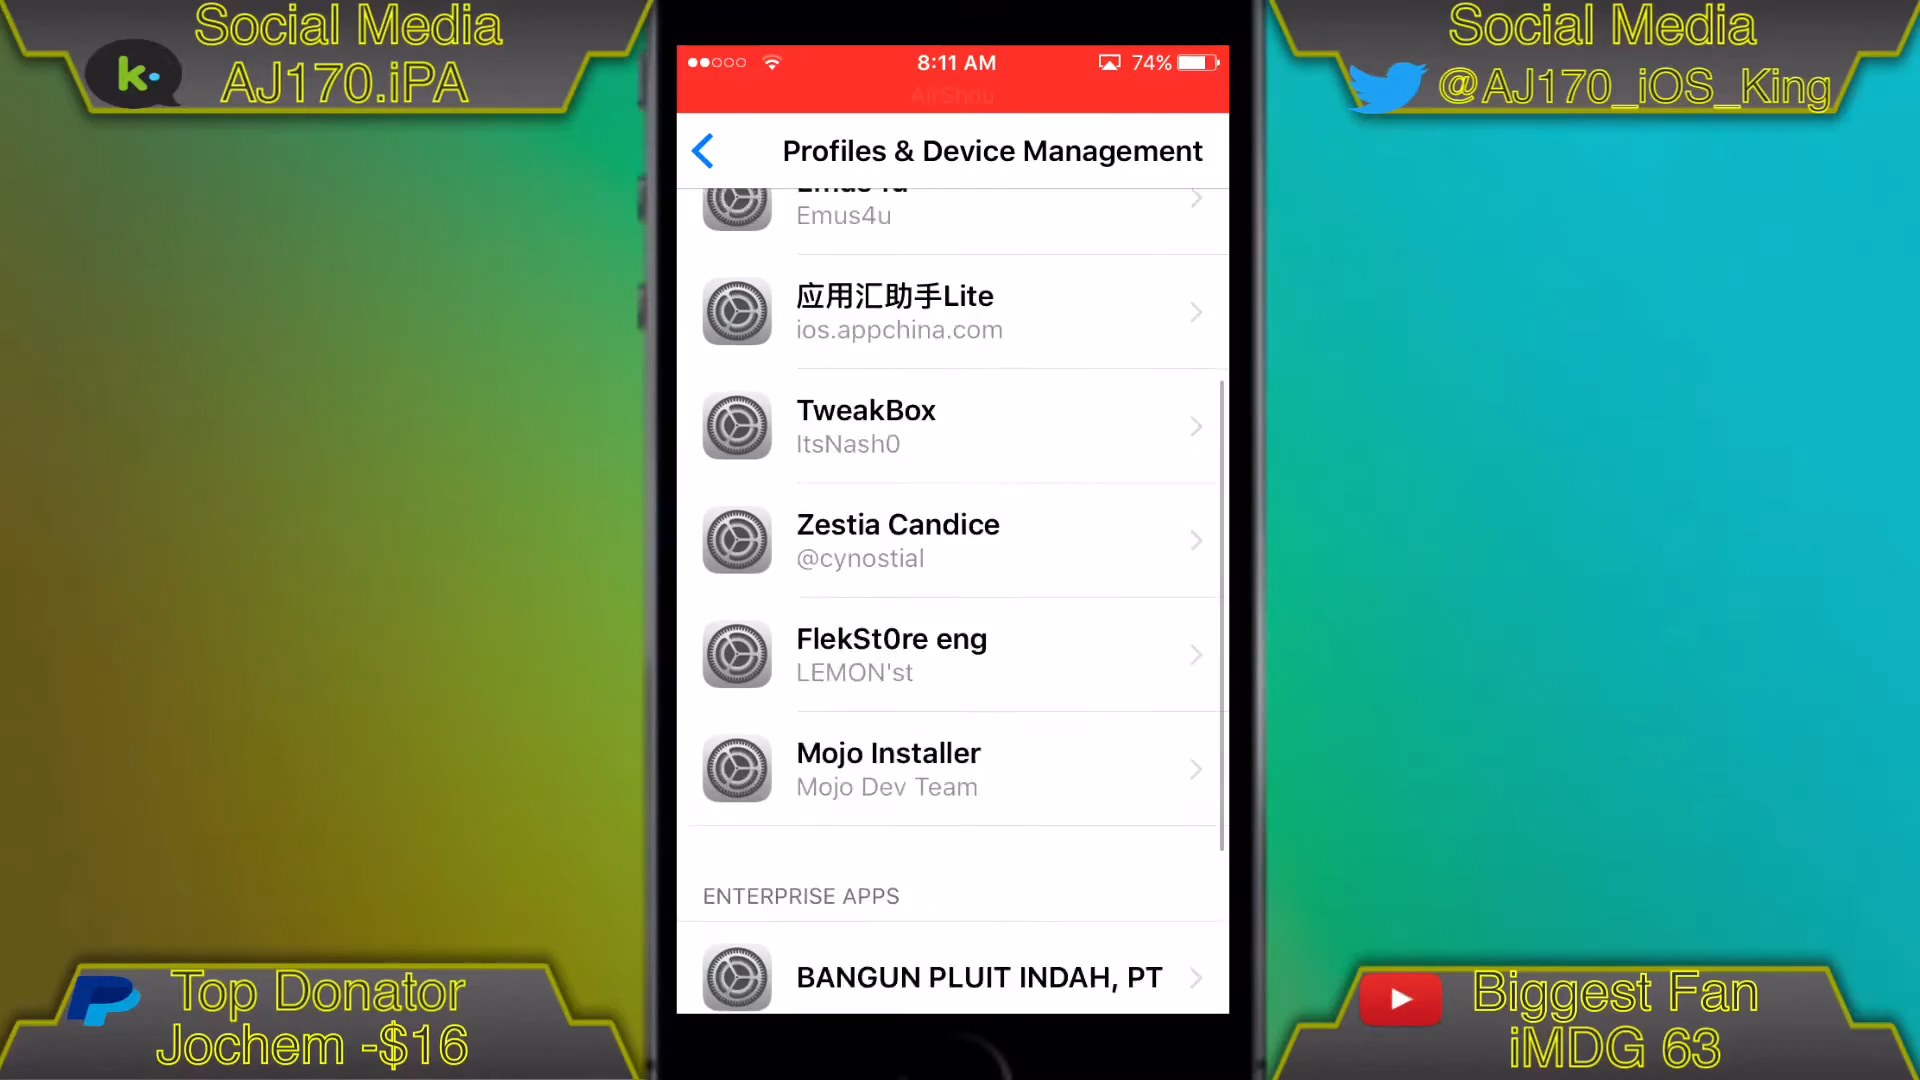 Social Media
AJ170.iPA
k
Social Media
@AJ170_iOS_King
8:11 AM
74%
AirShou
Profiles & Device Management
Emus4u
Emus4u
应用汇助手Lite
ios.appchina.com
TweakBox
ItsNash0
Zestia Candice
@cynostial
FlekSt0re eng
LEMON'st
Mojo Installer
Mojo Dev Team
ENTERPRISE APPS
BANGUN PLUIT INDAH, PT
Top Donator
Jochem -$16
Biggest Fan
iMDG 63